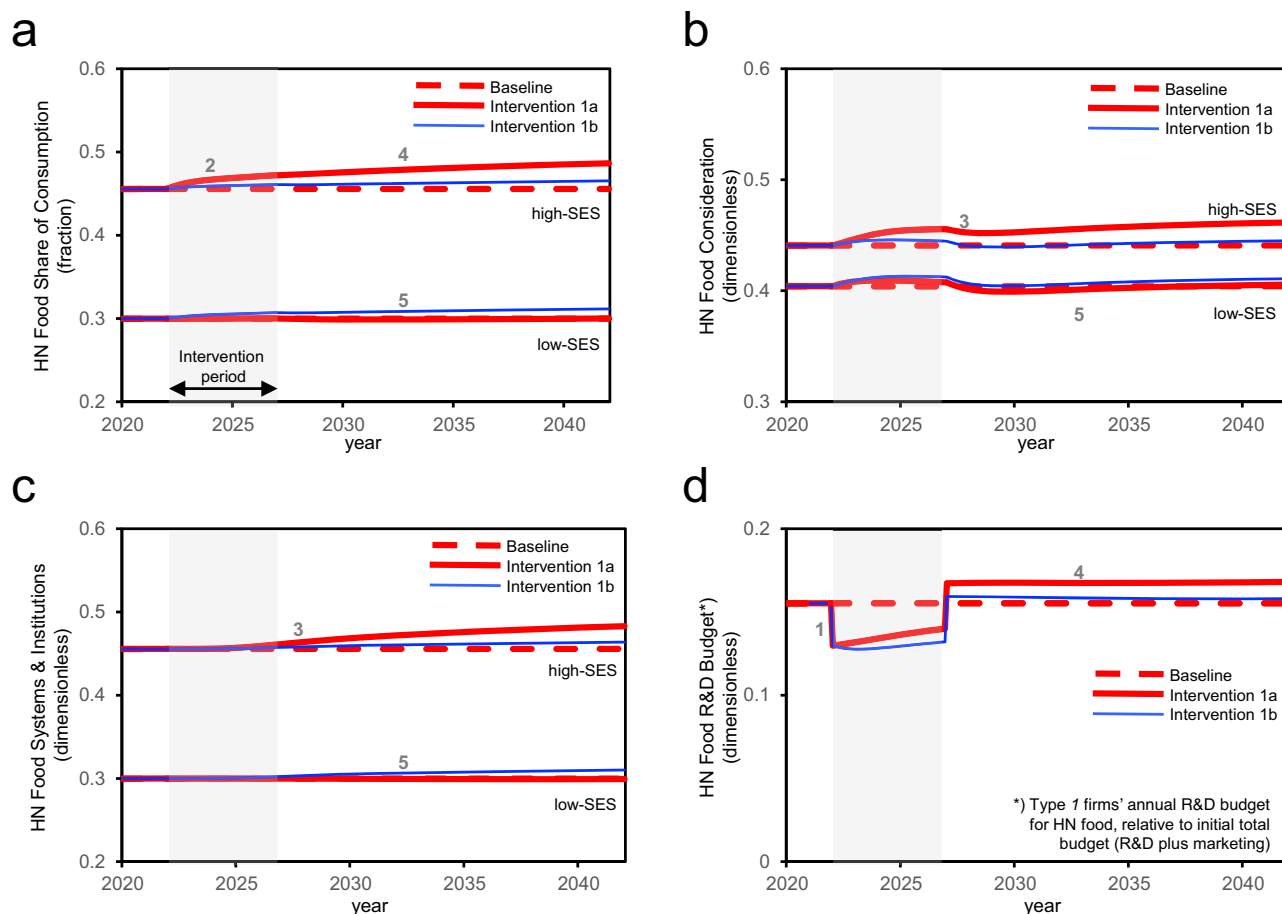 a
HN Food Share of Consumption
(fraction)
0.6
0.5
0.4
0.3
0.2
Baseline
Intervention 1a
Intervention 1b
2
4
high-SES
5
low-SES
Intervention
period
2020
2025
2030
2035
2040
year
b
HN Food Consideration
(dimensionless)
0.6
0.5
0.4
0.3
Baseline
Intervention 1a
Intervention 1b
3
high-SES
5
low-SES
2020
2025
2030
2035
2040
year
c
HN Food Systems & Institutions
(dimensionless)
0.6
0.5
0.4
0.3
0.2
Baseline
Intervention 1a
Intervention 1b
3
high-SES
5
low-SES
2020
2025
2030
2035
2040
year
d
HN Food R&D Budget*)
(dimensionless)
0.2
0.1
0
1
4
Baseline
Intervention 1a
Intervention 1b
*) Type 1 firms’ annual R&D budget
for HN food, relative to initial total
budget (R&D plus marketing)
2020
2025
2030
2035
2040
year